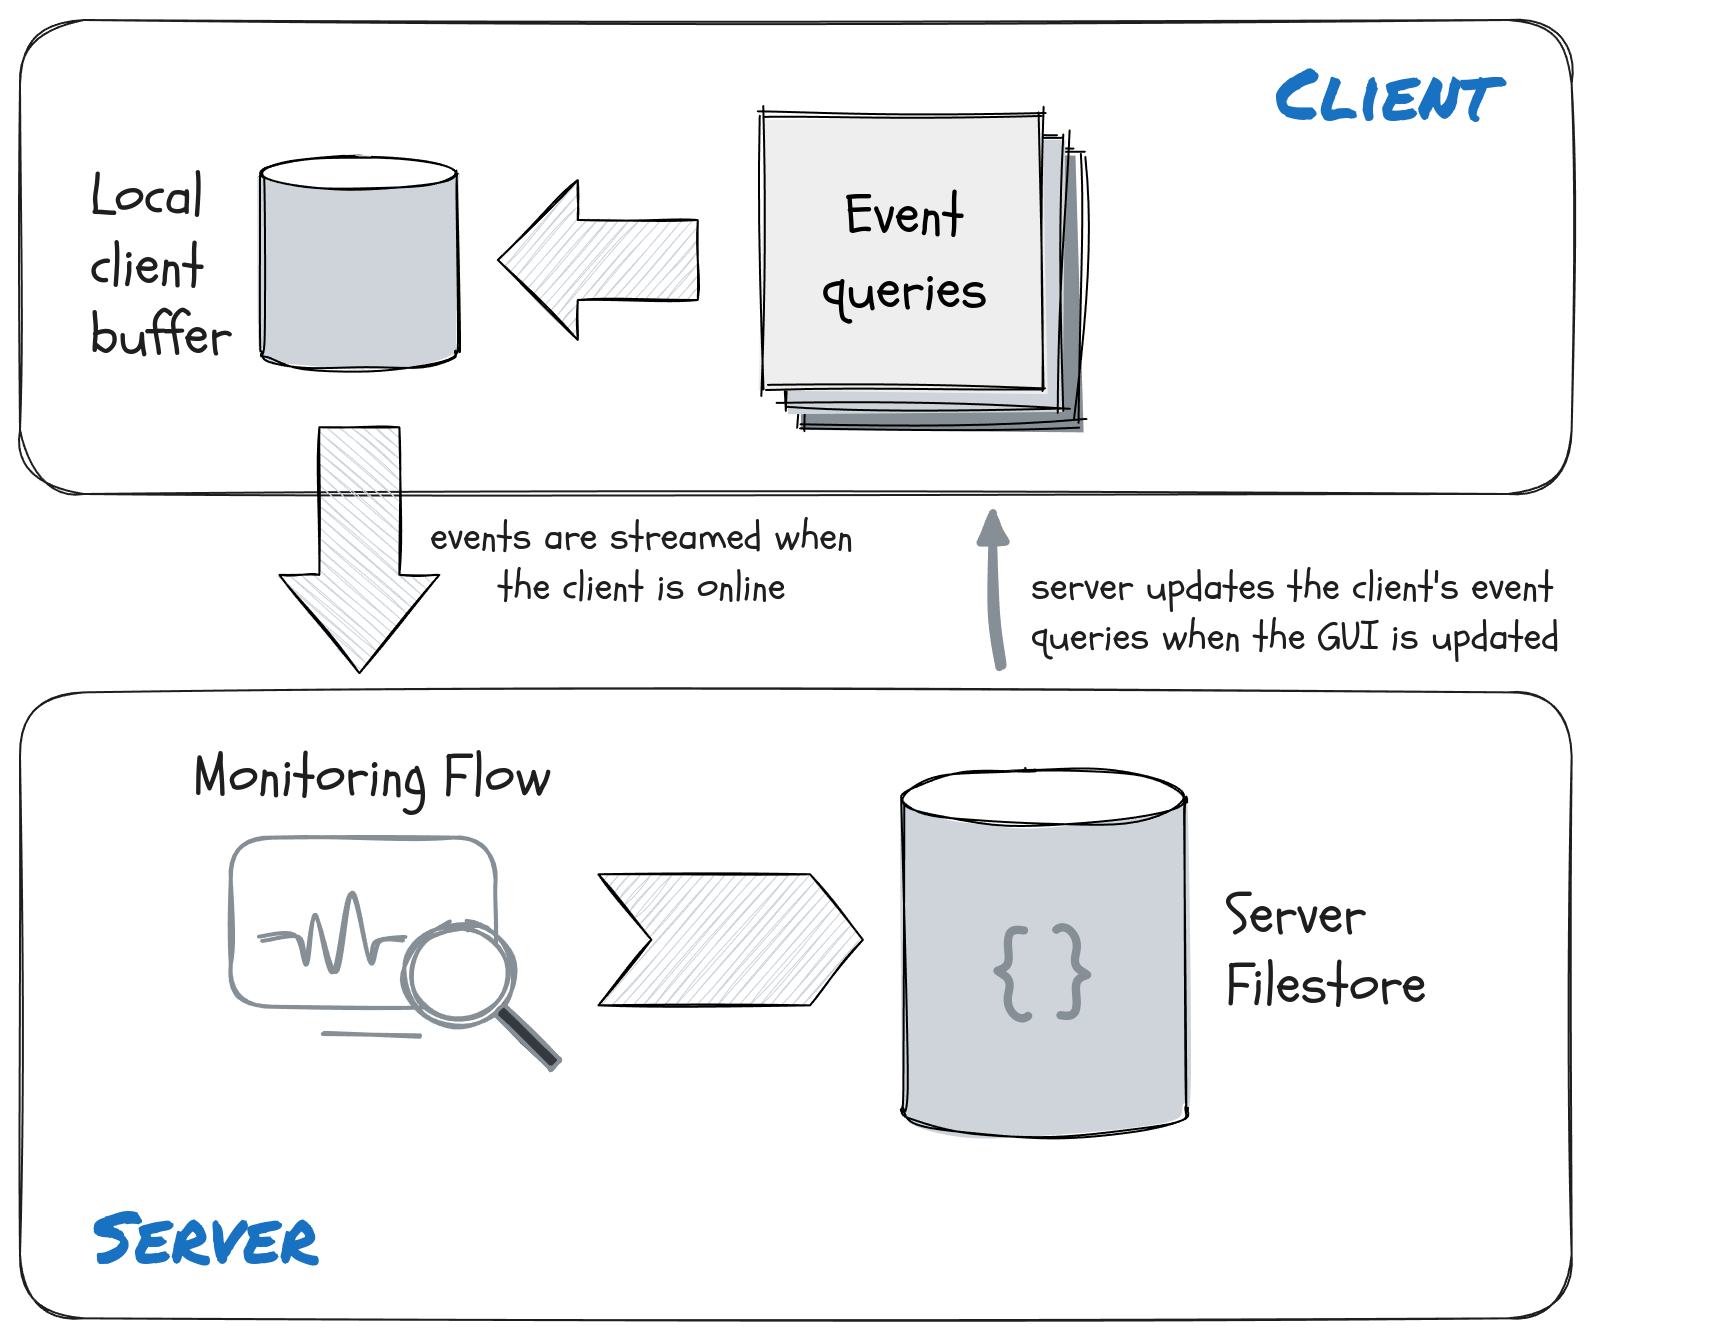 CLIENT
Local
client
buffer
Event
queries
events are streamed when
the client is online
server updates the client's event
queries when the GUI is updated
Monitoring Flow
{ }
Server
Filestore
SERVER